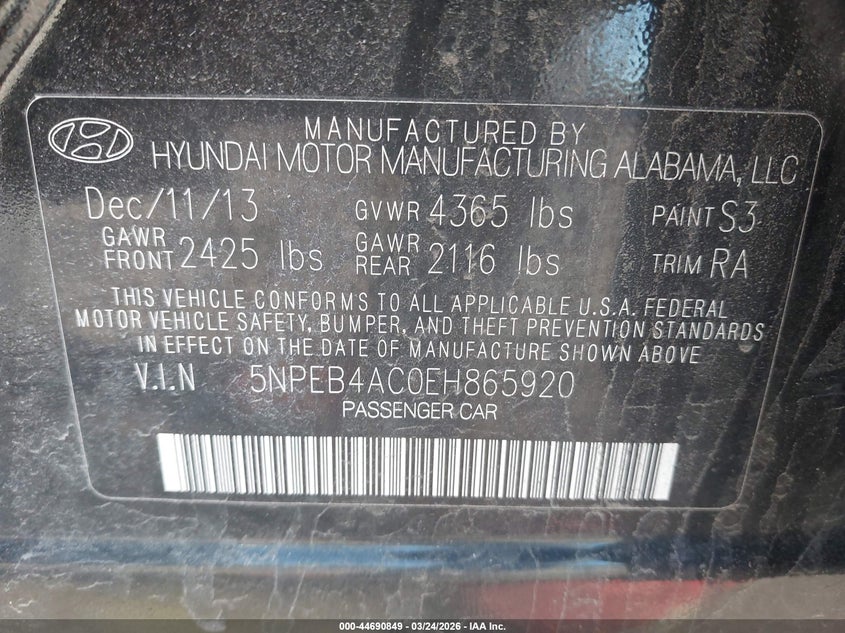 MANUFACTURED BY
HYUNDAI MOTOR MANUFACTURING ALABAMA, LLC
Dec/11/13 GVWR 4365 lbs PAINT S3
GAWR FRONT 2425 lbs GAWR REAR 2116 lbs TRIM RA
THIS VEHICLE CONFORMS TO ALL APPLICABLE U.S.A. FEDERAL
MOTOR VEHICLE SAFETY, BUMPER, AND THEFT PREVENTION STANDARDS
IN EFFECT ON THE DATE OF MANUFACTURE SHOWN ABOVE
V.I.N 5NPEB4AC0EH865920
PASSENGER CAR
000-44690849 - 03/24/2026 - IAA Inc.